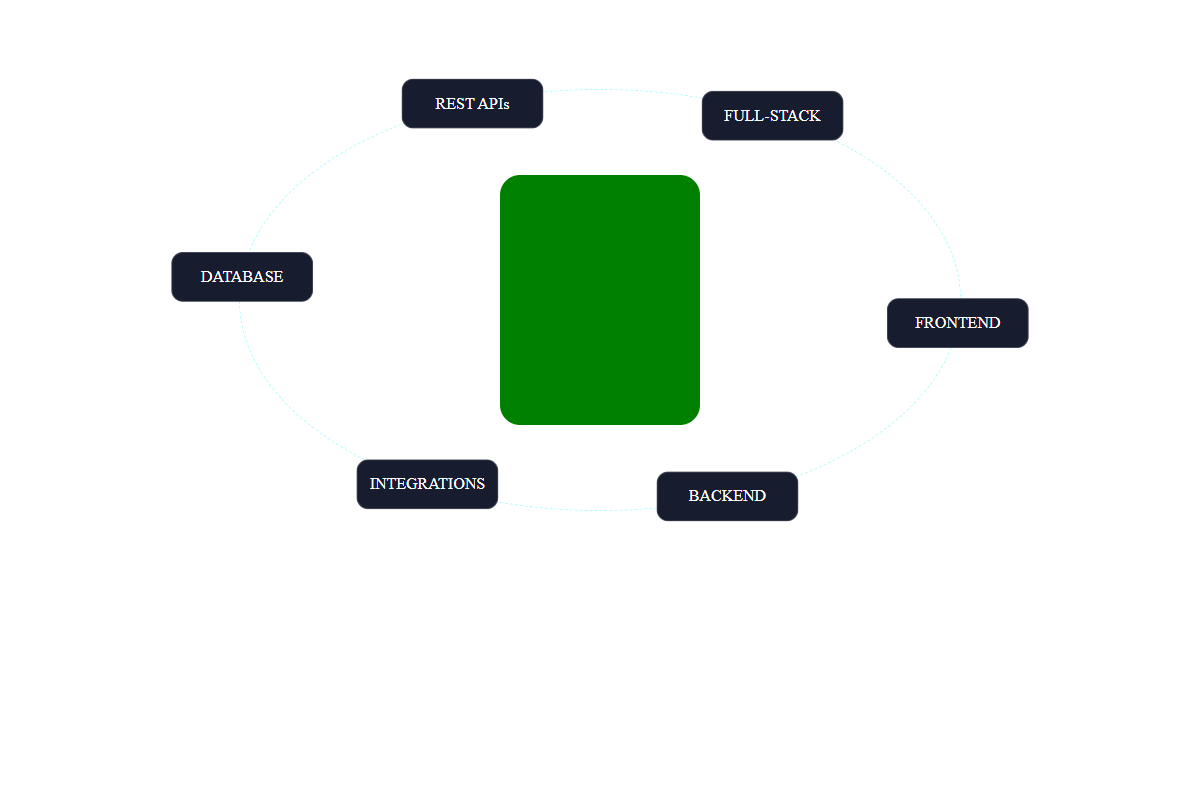 REST APIs
FULL-STACK
DATABASE
FRONTEND
INTEGRATIONS
BACKEND